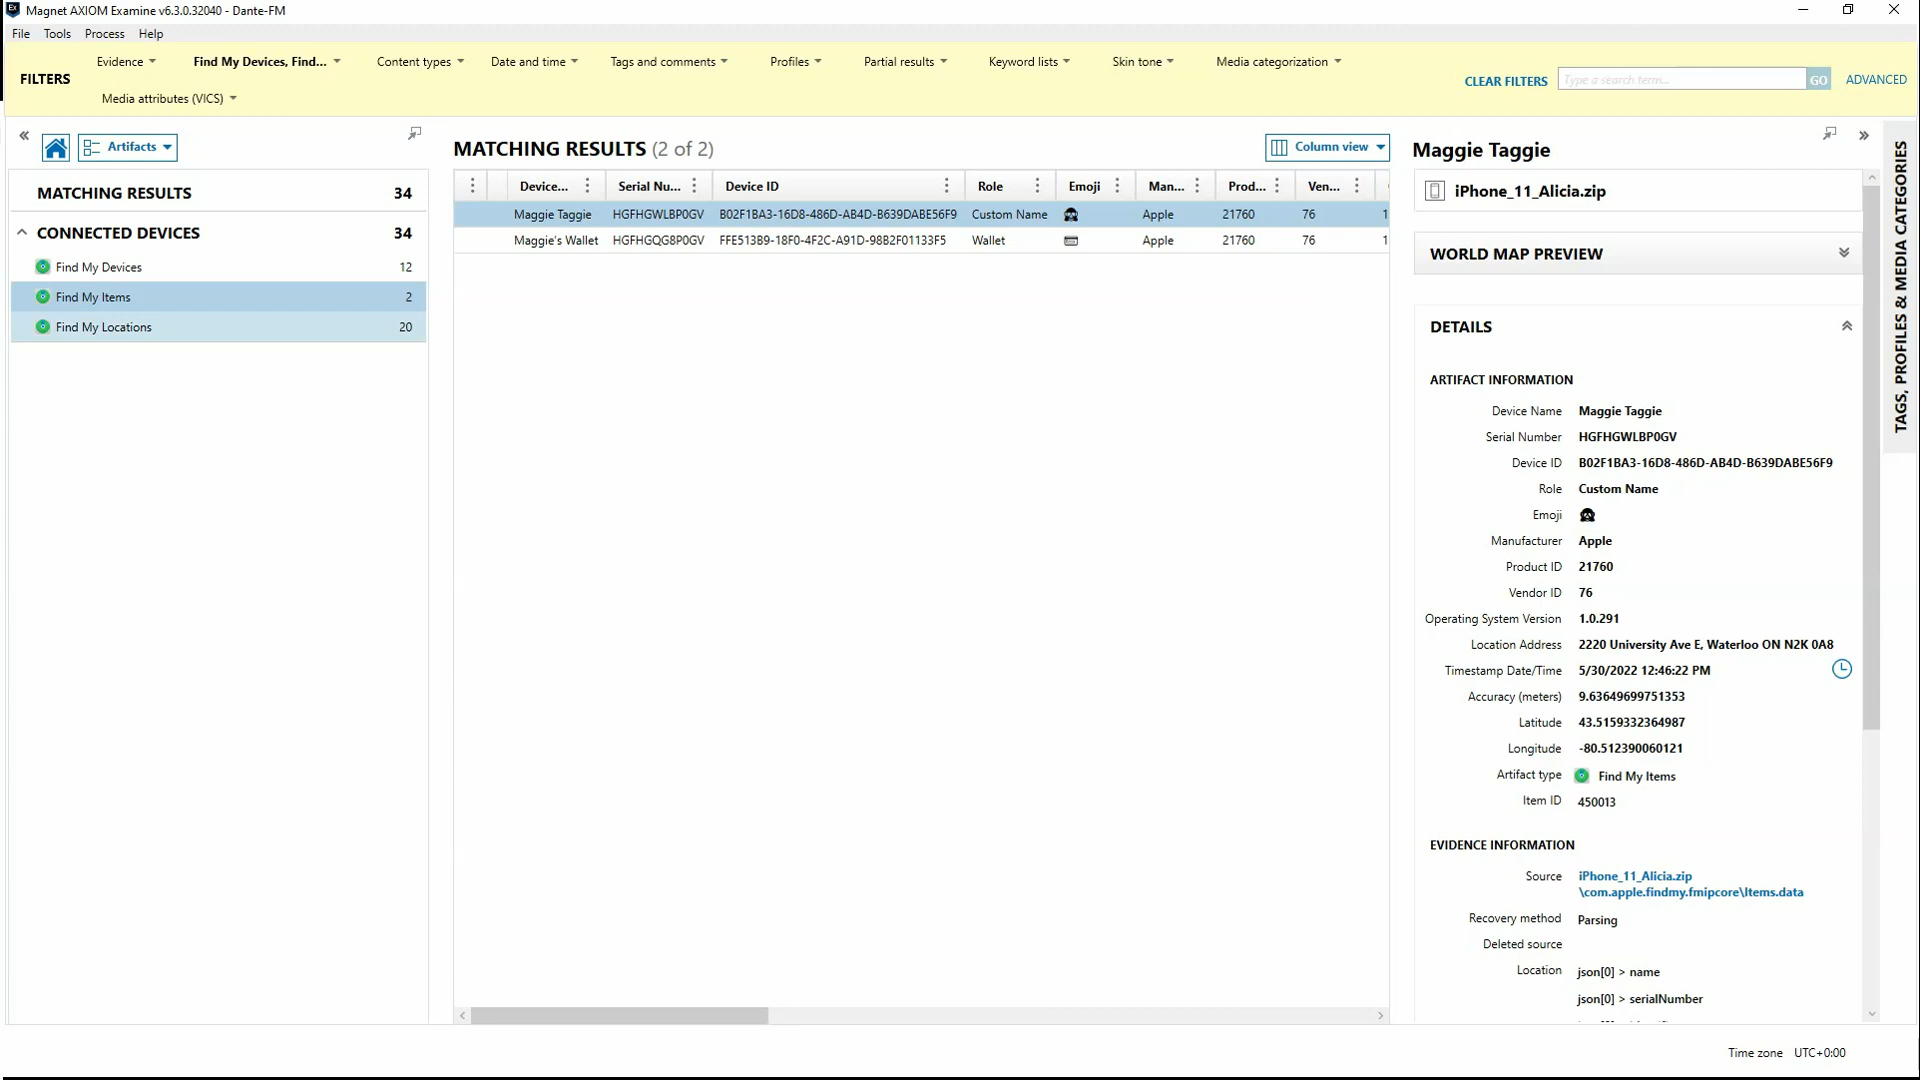 Magnet AXIOM Examine v6.3.0.32040 - Dante-FM
File Tools Process Help
FILTERS
Evidence Find My Devices, Find... Content types Date and time Tags and comments Profiles Partial results Keyword lists Skin tone Media categorization
Media attributes (VICS)
CLEAR FILTERS Type a search term... GO ADVANCED
Artifacts
MATCHING RESULTS 34
CONNECTED DEVICES 34
Find My Devices 12
Find My Items 2
Find My Locations 20
MATCHING RESULTS (2 of 2) Column view
Device... Serial Nu... Device ID Role Emoji Man... Prod... Ven...
Maggie Taggie HGFHGWLBP0GV B02F1BA3-16D8-486D-AB4D-B639DABE56F9 Custom Name Apple 21760 76 1
Maggie's Wallet HGFHGQG8P0GV FFE513B9-18F0-4F2C-A91D-98B2F01133F5 Wallet Apple 21760 76 1
Maggie Taggie
iPhone_11_Alicia.zip
WORLD MAP PREVIEW
DETAILS
ARTIFACT INFORMATION
Device Name Maggie Taggie
Serial Number HGFHGWLBP0GV
Device ID B02F1BA3-16D8-486D-AB4D-B639DABE56F9
Role Custom Name
Emoji
Manufacturer Apple
Product ID 21760
Vendor ID 76
Operating System Version 1.0.291
Location Address 2220 University Ave E, Waterloo ON N2K 0A8
Timestamp Date/Time 5/30/2022 12:46:22 PM
Accuracy (meters) 9.63649699751353
Latitude 43.5159332364987
Longitude -80.512390060121
Artifact type Find My Items
Item ID 450013
EVIDENCE INFORMATION
Source iPhone_11_Alicia.zip
\com.apple.findmy.fmipcore\Items.data
Recovery method Parsing
Deleted source
Location json[0] > name
json[0] > serialNumber
TAGS, PROFILES & MEDIA CATEGORIES
Time zone UTC+0:00